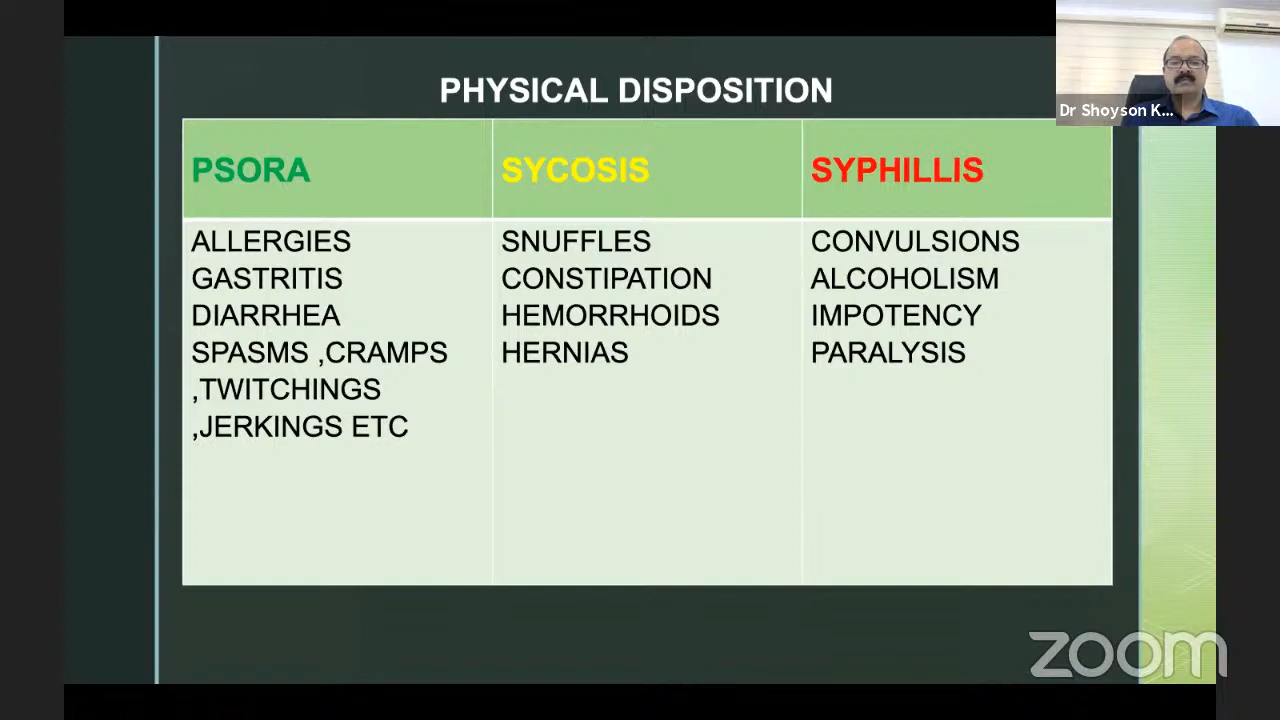 PHYSICAL DISPOSITION
Dr Shoyson K...
PSORA
SYCOSIS
SYPHILLIS
ALLERGIES
GASTRITIS
DIARRHEA
SPASMS ,CRAMPS
,TWITCHINGS
,JERKINGS ETC
SNUFFLES
CONSTIPATION
HEMORRHOIDS
HERNIAS
CONVULSIONS
ALCOHOLISM
IMPOTENCY
PARALYSIS
zoom